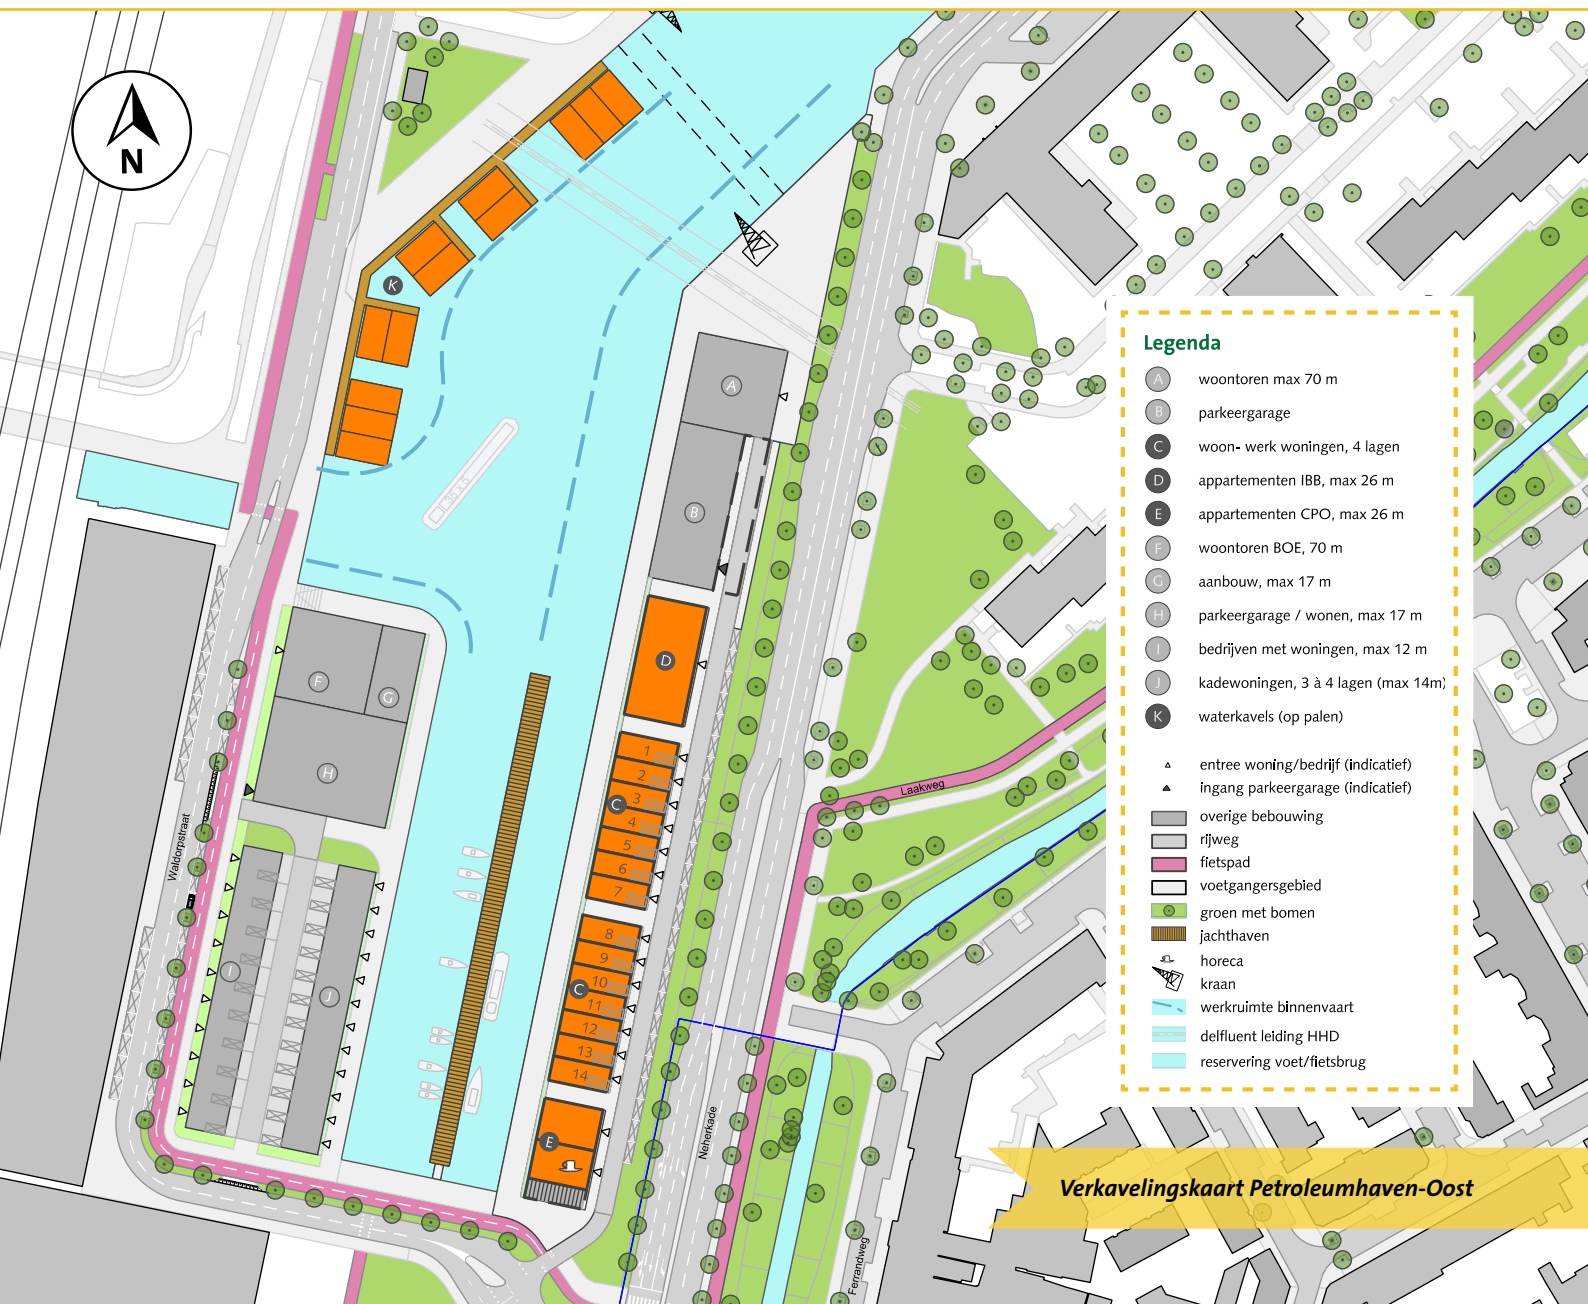 N
K
A
B
35 x 5
D
F
G
H
1
2
3
C
4
5
6
7
8
9
10
C
11
12
13
14
E
I
J
Waldorpstraat
Laakweg
Neherkade
Ferrandweg
Legenda
A woontoren max 70 m
B parkeergarage
C woon- werk woningen, 4 lagen
D appartementen IBB, max 26 m
E appartementen CPO, max 26 m
F woontoren BOE, 70 m
G aanbouw, max 17 m
H parkeergarage / wonen, max 17 m
I bedrijven met woningen, max 12 m
J kadewoningen, 3 à 4 lagen (max 14m)
K waterkavels (op palen)
entree woning/bedrijf (indicatief)
ingang parkeergarage (indicatief)
overige bebouwing
rijweg
fietspad
voetgangersgebied
groen met bomen
jachthaven
horeca
kraan
werkruimte binnenvaart
delfluent leiding HHD
reservering voet/fietsbrug
Verkavelingskaart Petroleumhaven-Oost